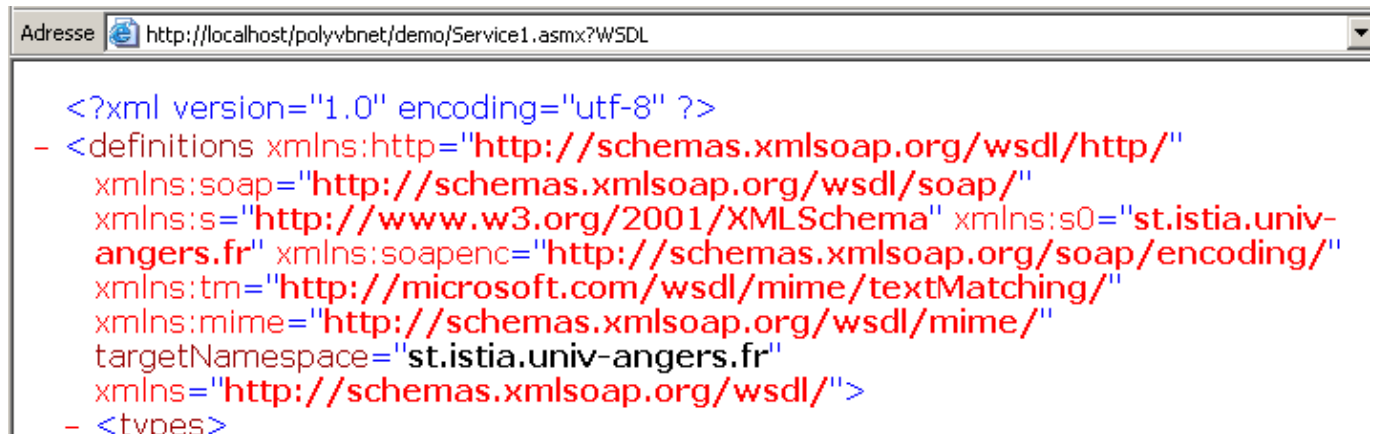 Adresse http://localhost/polyvbnet/demo/Service1.asmx?WSDL
<?xml version="1.0" encoding="utf-8" ?>
- <definitions xmlns:http="http://schemas.xmlsoap.org/wsdl/http/"
xmlns:soap="http://schemas.xmlsoap.org/wsdl/soap/"
xmlns:s="http://www.w3.org/2001/XMLSchema" xmlns:s0="st.istia.univ-
angers.fr" xmlns:soapenc="http://schemas.xmlsoap.org/soap/encoding/"
xmlns:tm="http://microsoft.com/wsdl/mime/textMatching/"
xmlns:mime="http://schemas.xmlsoap.org/wsdl/mime/"
targetNamespace="st.istia.univ-angers.fr"
xmlns="http://schemas.xmlsoap.org/wsdl/">
- <types>